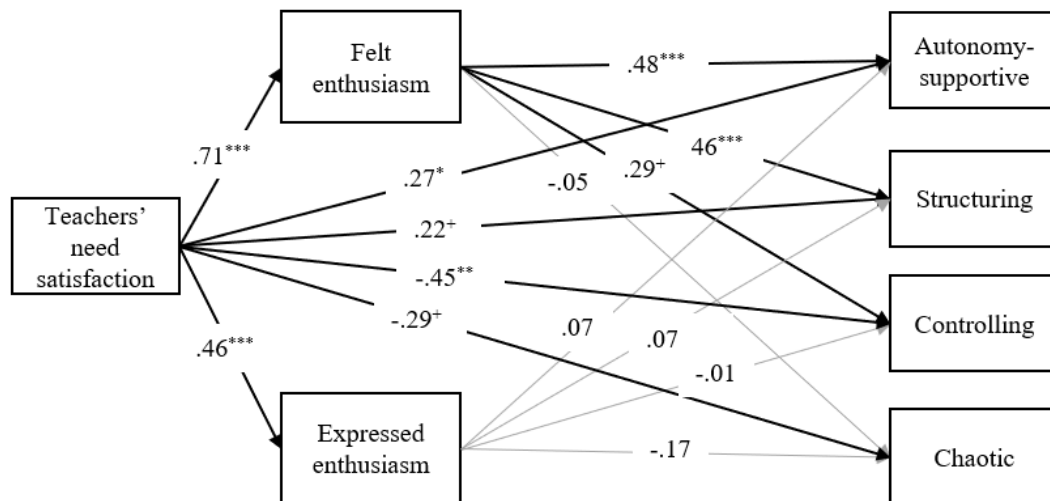 Felt
enthusiasm
Autonomy-
supportive
.48***
.71***
46***
.29+
-.05
.27*
Structuring
Teachers'
need
satisfaction
.22+
-.45**
-.29+
Controlling
.46***
.07
.07
-.01
Expressed
enthusiasm
-.17
Chaotic